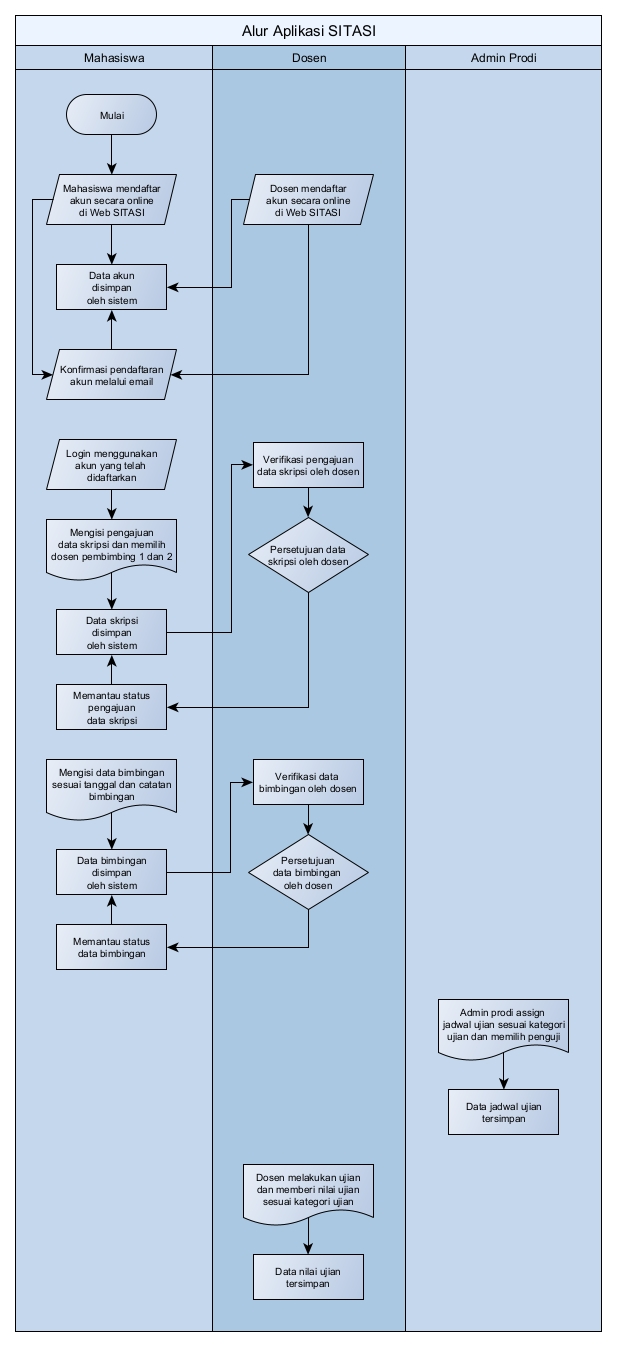 Alur Aplikasi SITASI
Mahasiswa
Dosen
Admin Prodi
Mulai
Mahasiswa mendaftar
akun secara online
di Web SITASI
Dosen mendaftar
akun secara online
di Web SITASI
Data akun
disimpan
oleh sistem
Konfirmasi pendaftaran
akun melalui email
Login menggunakan
akun yang telah
didaftarkan
Verifikasi pengajuan
data skripsi oleh dosen
Mengisi pengajuan
data skripsi dan memilih
dosen pembimbing 1 dan 2
Persetujuan data
skripsi oleh dosen
Data skripsi
disimpan
oleh sistem
Memantau status
pengajuan
data skripsi
Mengisi data bimbingan
sesuai tanggal dan catatan
bimbingan
Verifikasi data
bimbingan oleh dosen
Data bimbingan
disimpan
oleh sistem
Persetujuan
data bimbingan
oleh dosen
Memantau status
data bimbingan
Admin prodi assign
jadwal ujian sesuai kategori
ujian dan memilih penguji
Data jadwal ujian
tersimpan
Dosen melakukan ujian
dan memberi nilai ujian
sesuai kategori ujian
Data nilai ujian
tersimpan